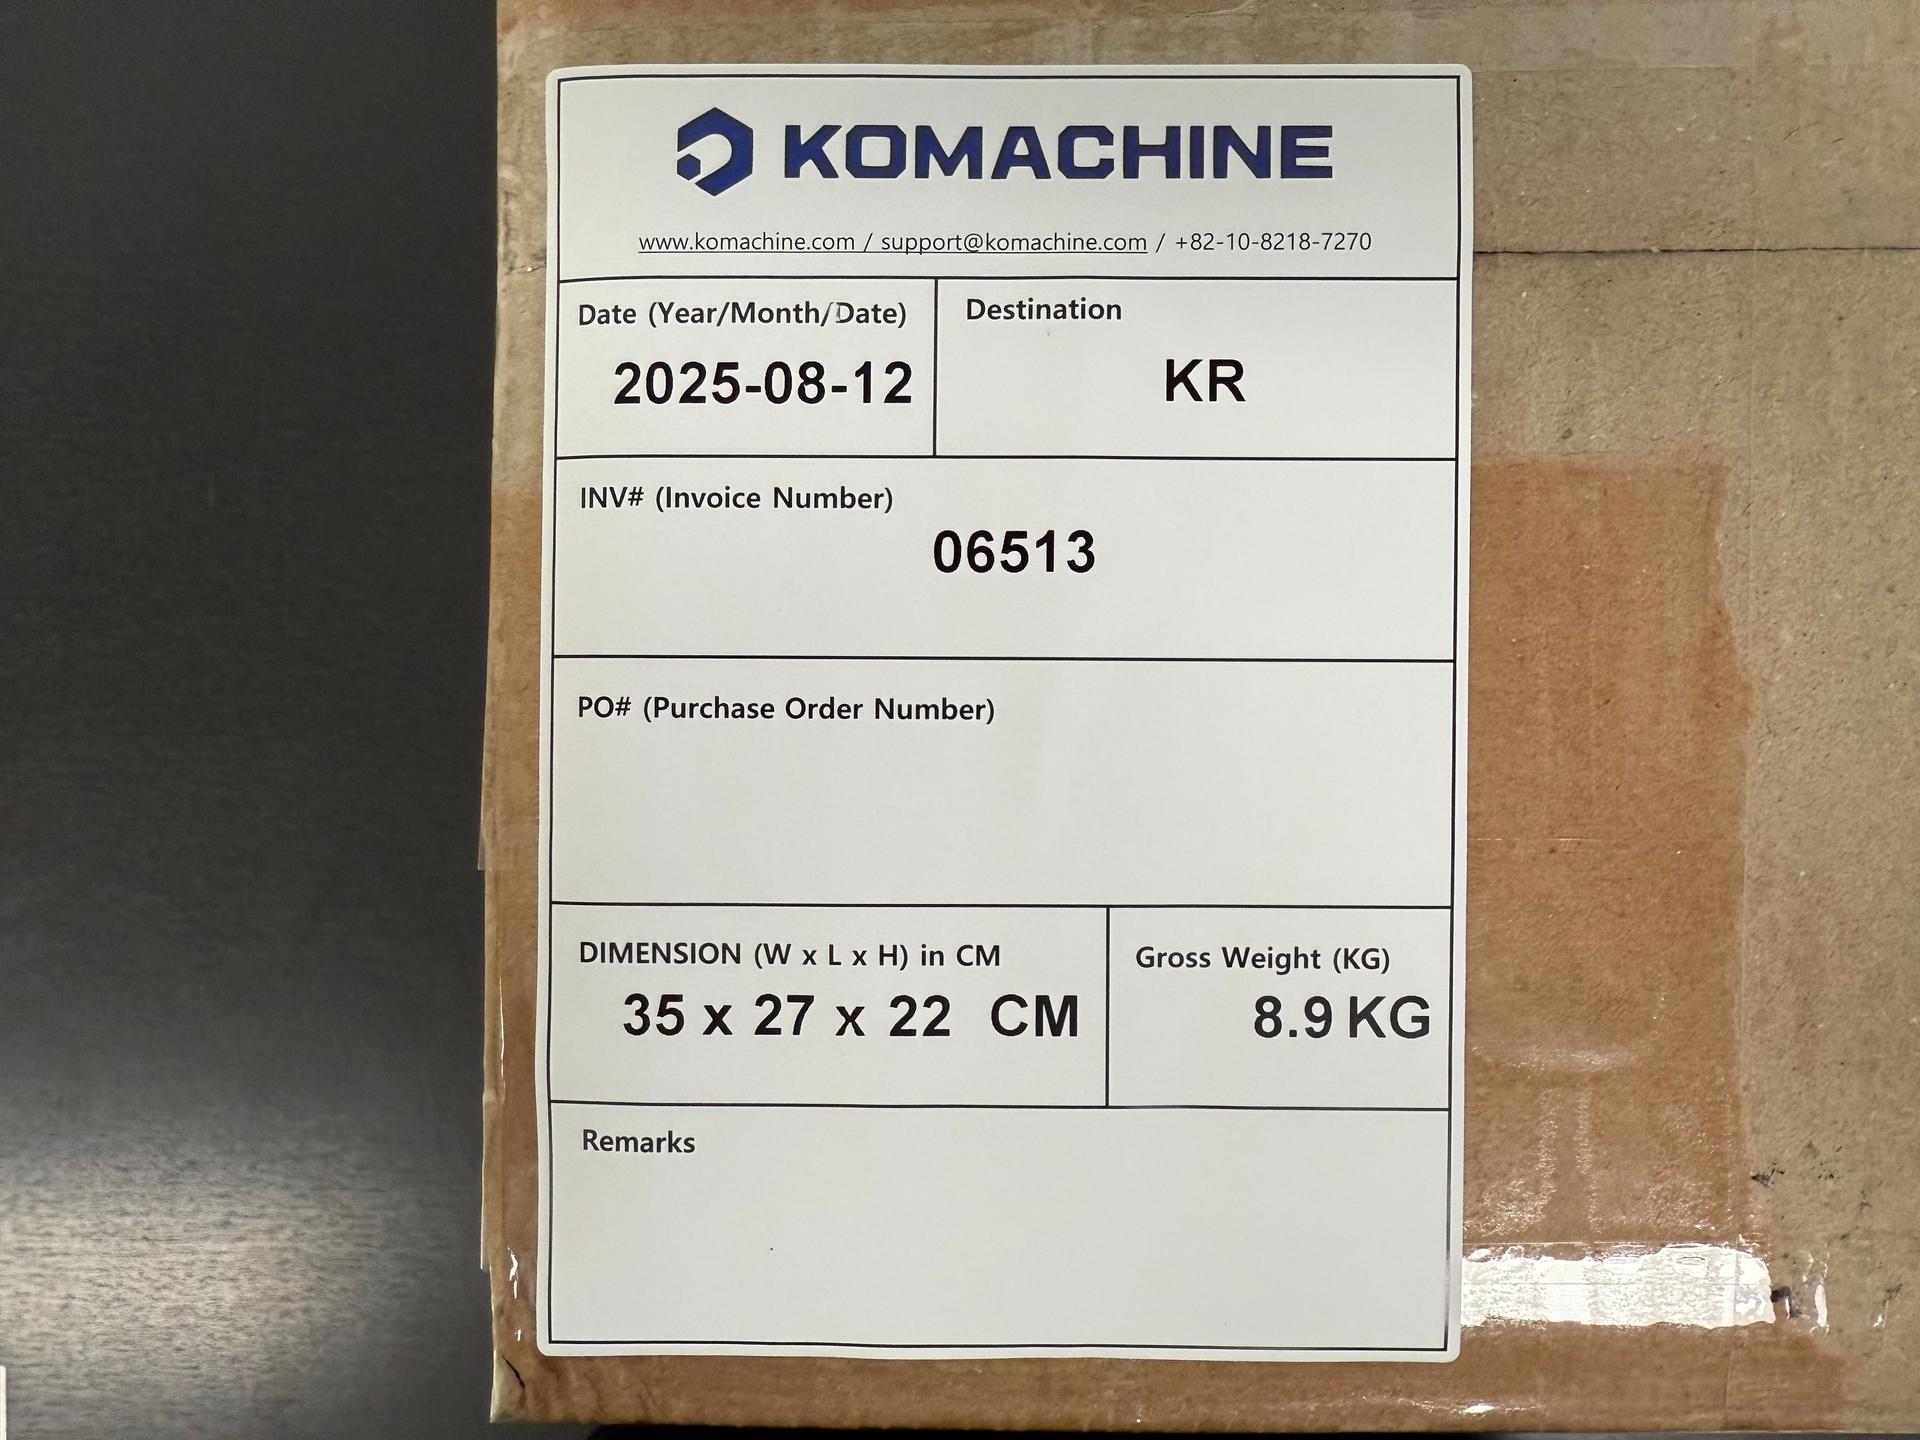 KOMACHINE
www.komachine.com / support@komachine.com / +82-10-8218-7270
Date (Year/Month/Date)
2025-08-12
Destination
KR
INV# (Invoice Number)
06513
PO# (Purchase Order Number)
DIMENSION (W x L x H) in CM
35 x 27 x 22 CM
Gross Weight (KG)
8.9 KG
Remarks